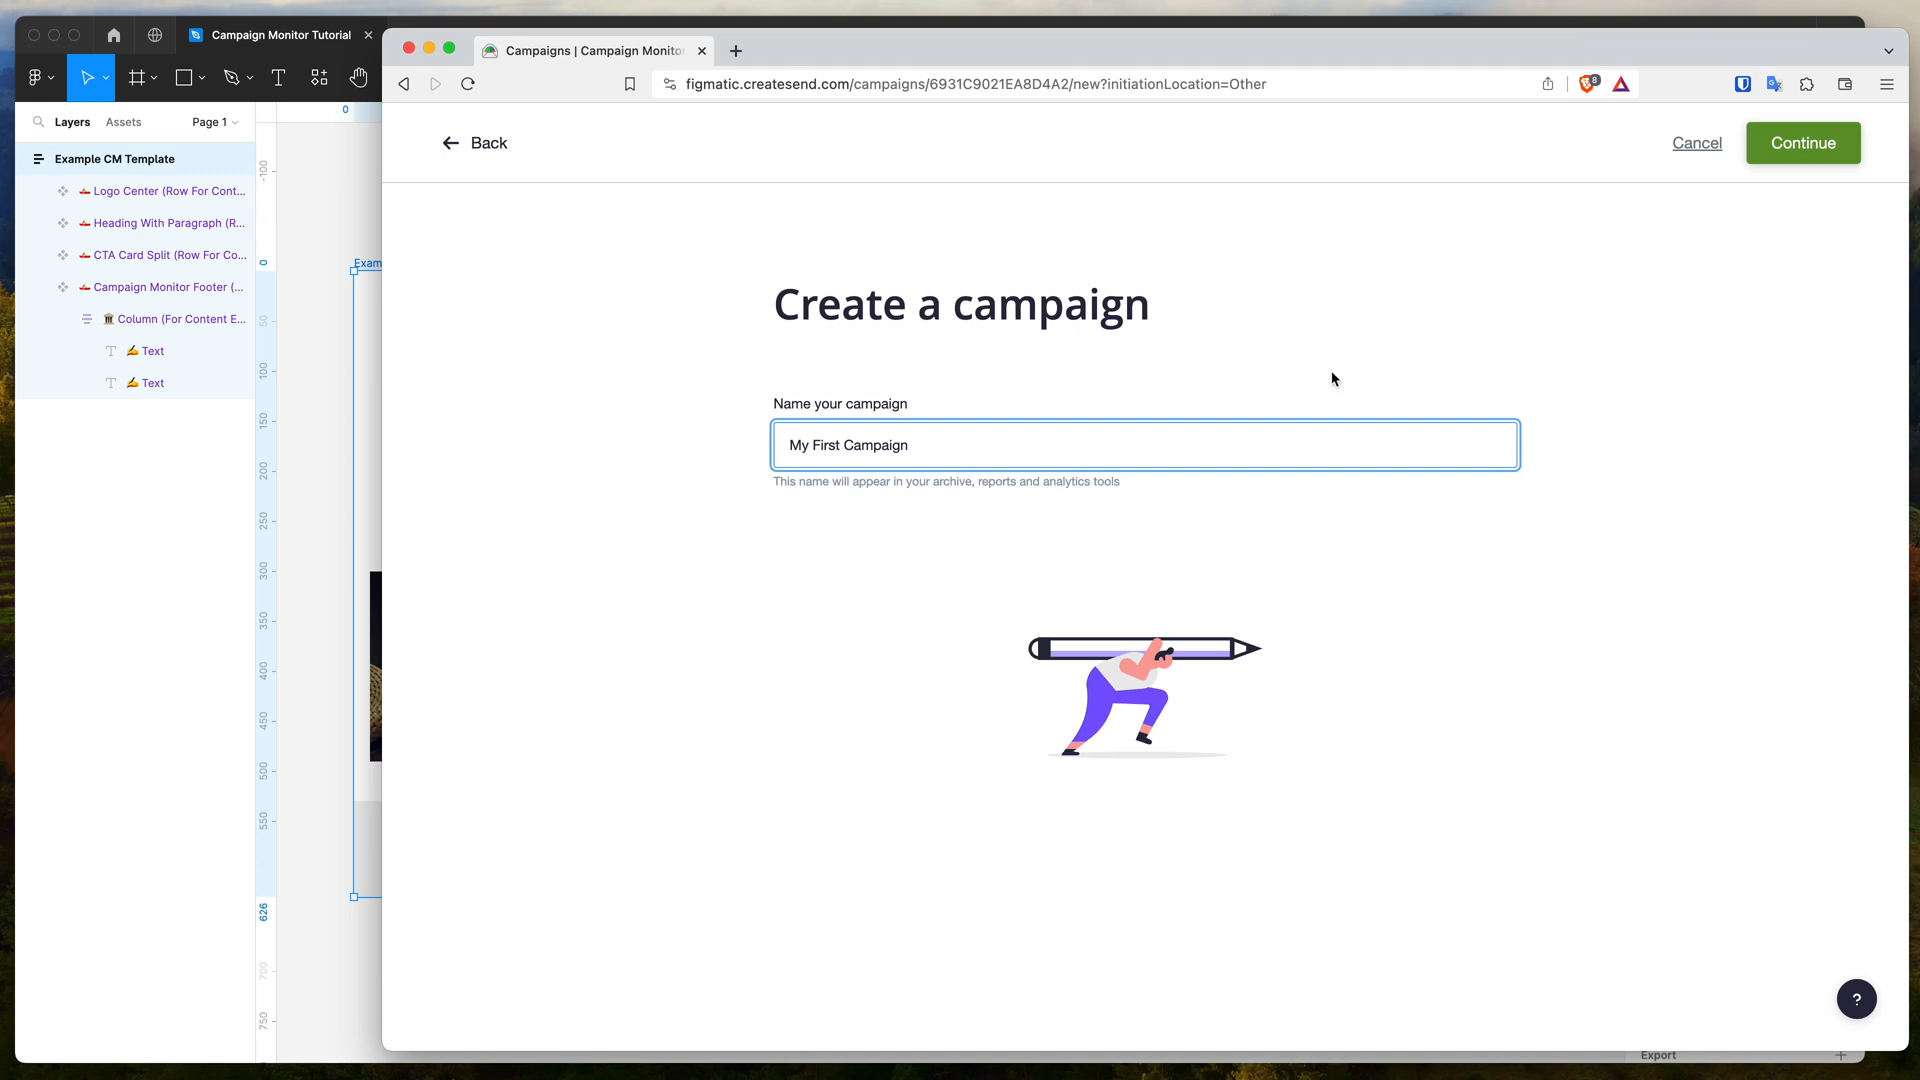 Campaign Monitor Tutorial
Layers
Assets
Page 1
Example CM Template
Logo Center (Row For Cont...
Heading With Paragraph (R...
CTA Card Split (Row For Co...
Campaign Monitor Footer (...
Column (For Content E...
Text
Text
0
-100
0
50
100
150
200
250
300
350
400
450
500
550
626
700
750
Exam
Campaigns | Campaign Monito
figmatic.createsend.com/campaigns/6931C9021EA8D4A2/new?initiationLocation=Other
8
Back
Cancel
Continue
Create a campaign
Name your campaign
My First Campaign
This name will appear in your archive, reports and analytics tools
?
Export